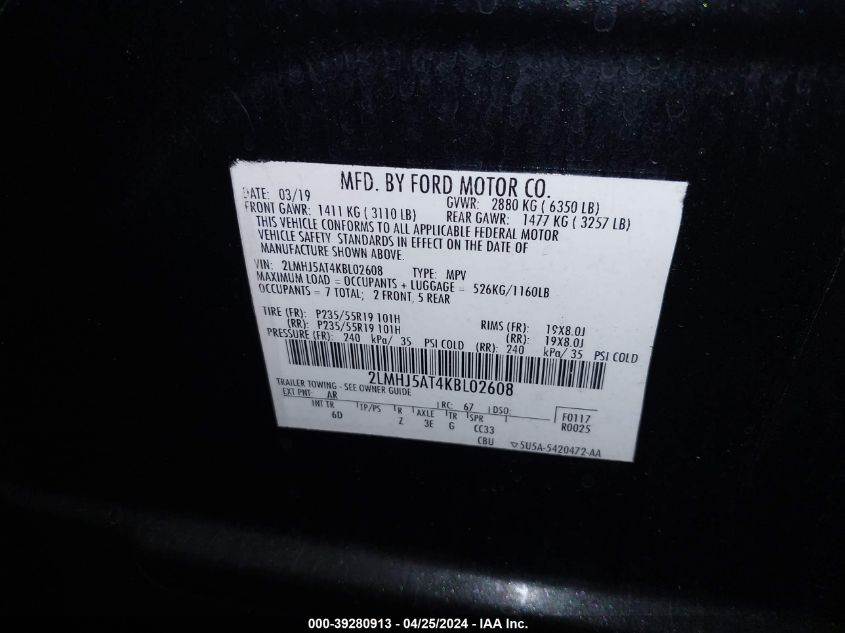 MFD. BY FORD MOTOR CO.
DATE: 03/19 GVWR: 2880 KG ( 6350 LB)
FRONT GAWR: 1411 KG ( 3110 LB) REAR GAWR: 1477 KG ( 3257 LB)
THIS VEHICLE CONFORMS TO ALL APPLICABLE FEDERAL MOTOR
VEHICLE SAFETY STANDARDS IN EFFECT ON THE DATE OF
MANUFACTURE SHOWN ABOVE.
VIN: 2LMHJ5AT4KBL02608 TYPE: MPV
MAXIMUM LOAD = OCCUPANTS + LUGGAGE = 526KG/1160LB
OCCUPANTS = 7 TOTAL; 2 FRONT, 5 REAR
TIRE (FR): P235/55R19 101H RIMS (FR): 19X8.0J
(RR): P235/55R19 101H (RR): 19X8.0J
PRESSURE (FR): 240 kPa/ 35 PSI COLD (RR): 240 kPa/ 35 PSI COLD
2LMHJ5AT4KBL02608
TRAILER TOWING - SEE OWNER GUIDE
EXT PNT: AR RC: 67 DSO: F0117
INT TR TP/PS R AXLE TR SPR R0025
6D Z 3E G CC33
CBU 5U5A-5420472-AA
000-39280913 - 04/25/2024 - IAA Inc.